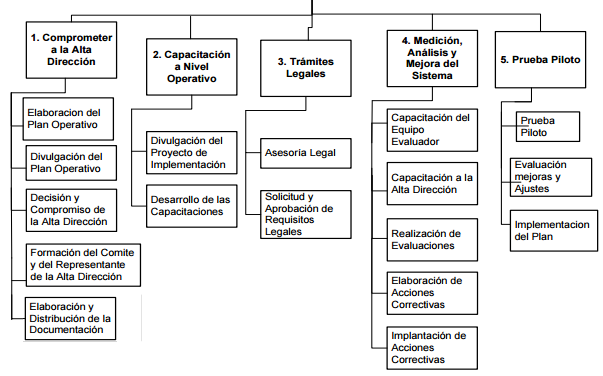 1. Comprometer
a la Alta
Dirección
Elaboracion del
Plan Operativo
Divulgación del
Plan Operativo
Decisión y
Compromiso de
la Alta Dirección
Formación del Comite
y del Representante
de la Alta Dirección
Elaboración y
Distribución de la
Documentación
2. Capacitación
a Nivel
Operativo
Divulgación del
Proyecto de
Implementación
Desarrollo de las
Capacitaciones
3. Trámites
Legales
Asesoría Legal
Solicitud y
Aprobación de
Requisitos
Legales
4. Medición,
Análisis y
Mejora del
Sistema
Capacitación del
Equipo
Evaluador
Capacitación a la
Alta Dirección
Realización de
Evaluaciones
Elaboración de
Acciones
Correctivas
Implantación de
Acciones
Correctivas
5. Prueba Piloto
Prueba
Piloto
Evaluación
mejoras y
Ajustes
Implementacion
del Plan